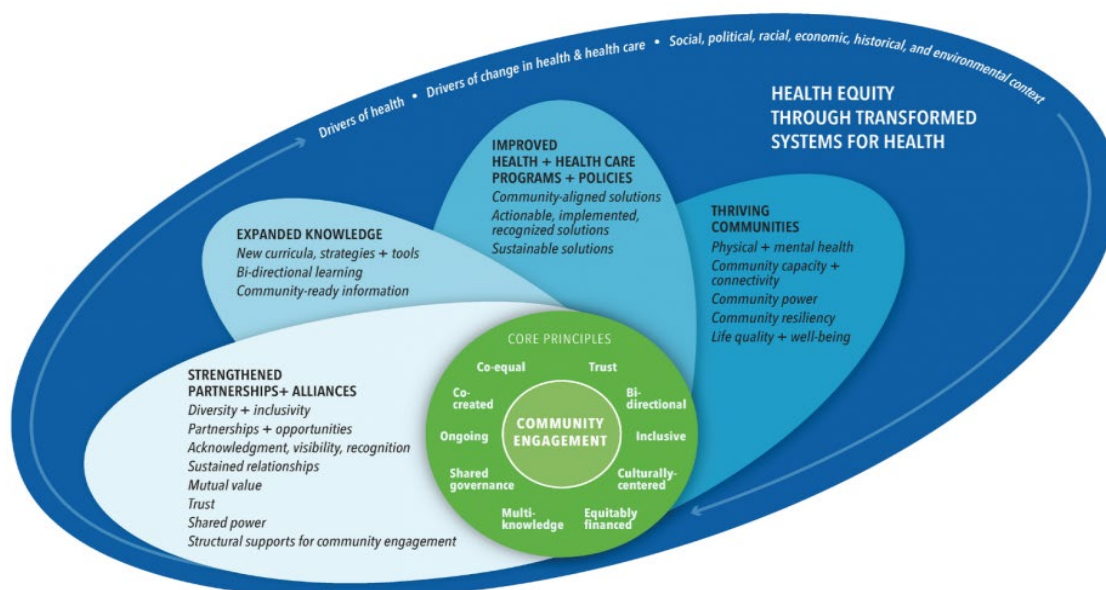 Drivers of health • Drivers of change in health & health care • Social, political, racial, economic, historical, and environmental context
HEALTH EQUITY
THROUGH TRANSFORMED
SYSTEMS FOR HEALTH
IMPROVED
HEALTH + HEALTH CARE
PROGRAMS + POLICIES
Community-aligned solutions
Actionable, implemented,
recognized solutions
Sustainable solutions
THRIVING
COMMUNITIES
Physical + mental health
Community capacity +
connectivity
Community power
Community resiliency
Life quality + well-being
EXPANDED KNOWLEDGE
New curricula, strategies + tools
Bi-directional learning
Community-ready information
STRENGTHENED
PARTNERSHIPS+ ALLIANCES
Diversity + inclusivity
Partnerships + opportunities
Acknowledgment, visibility, recognition
Sustained relationships
Mutual value
Trust
Shared power
Structural supports for community engagement
CORE PRINCIPLES
Co-equal
Trust
Co-
created
Bi-
directional
Ongoing
COMMUNITY
ENGAGEMENT
Inclusive
Shared
governance
Culturally-
centered
Multi-
knowledge
Equitably
financed